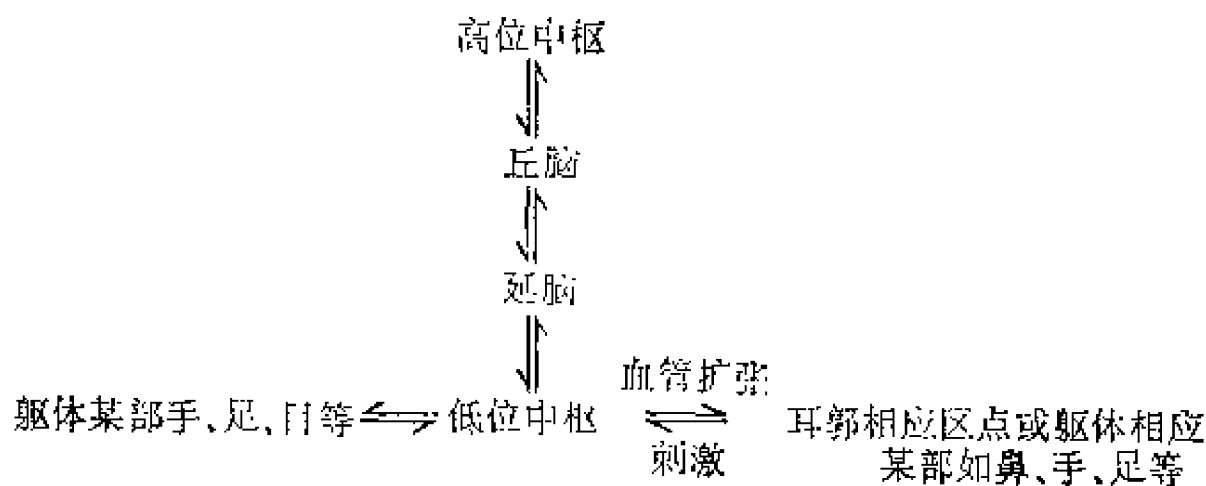 高位中枢
丘脑
延脑
血管扩张
躯体某部手、足、目等
低位中枢
刺激
耳郭相应区点或躯体相应
某部如鼻、手、足等